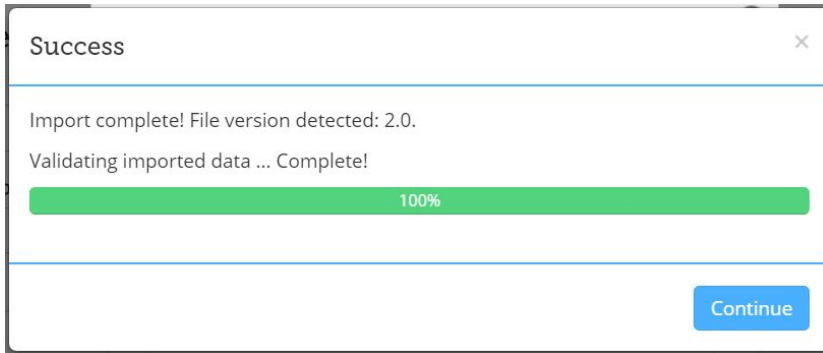 Success
×
Import complete! File version detected: 2.0.
Validating imported data ... Complete!
100%
Continue